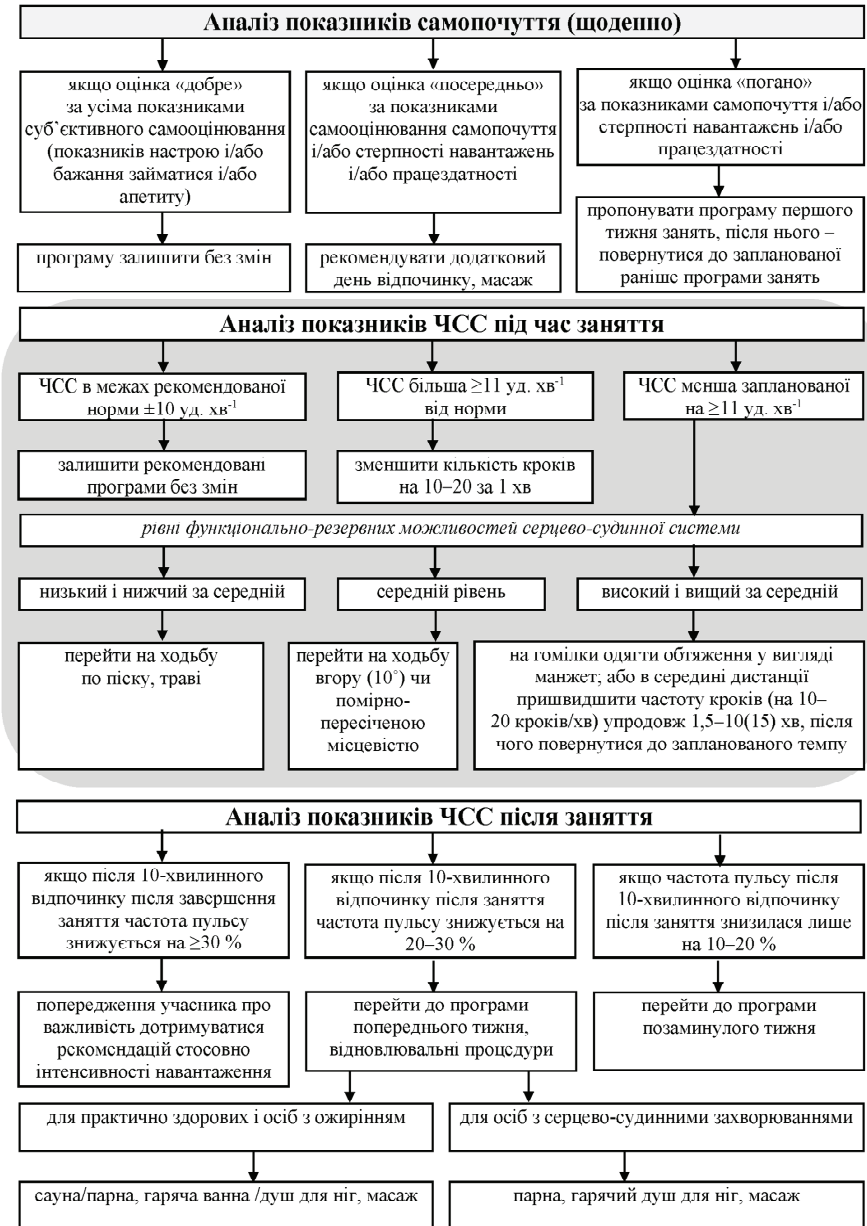 Аналіз показників самопочуття (щоденно)
якщо оцінка «добре»
за усіма показниками
суб’єктивного самооцінювання
(показників настрою і/або
бажання займатися і/або
апетиту)
програму залишити без змін
якщо оцінка «посередньо»
за показниками
самооцінювання самопочуття
і/або стерпності навантажень
і/або працездатності
рекомендувати додатковий
день відпочинку, масаж
якщо оцінка «погано»
за показниками самопочуття і/або
стерпності навантажень і/або
працездатності
пропонувати програму першого
тижня занять, після нього –
повернутися до запланованої
раніше програми занять
Аналіз показників ЧСС під час заняття
ЧСС в межах рекомендованої
норми ±10 уд. хв⁻¹
залишити рекомендовані
програми без змін
ЧСС більша ≥11 уд. хв⁻¹
від норми
зменшити кількість кроків
на 10–20 за 1 хв
ЧСС менша запланованої
на ≥11 уд. хв⁻¹
рівні функціонально-резервних можливостей серцево-судинної системи
низький і нижчий за середній
перейти на ходьбу
по піску, траві
середній рівень
перейти на ходьбу
вгору (10°) чи
помірно-
пересіченою
місцевістю
високий і вищий за середній
на гомілки одягти обтяження у вигляді
манжет; або в середині дистанції
пришвидшити частоту кроків (на 10–
20 кроків/хв) упродовж 1,5–10(15) хв, після
чого повернутися до запланованого темпу
Аналіз показників ЧСС після заняття
якщо після 10-хвилинного
відпочинку після завершення
заняття частота пульсу
знижується на ≥30 %
попередження учасника про
важливість дотримуватися
рекомендацій стосовно
інтенсивності навантаження
якщо після 10-хвилинного
відпочинку після заняття
частота пульсу знижується на
20–30 %
перейти до програми
попереднього тижня,
відновлювальні процедури
якщо частота пульсу після
10-хвилинного відпочинку
після заняття знизилася лише
на 10–20 %
перейти до програми
позаминулого тижня
для практично здорових і осіб з ожирінням
для осіб з серцево-судинними захворюваннями
сауна/парна, гаряча ванна /душ для ніг, масаж
парна, гарячий душ для ніг, масаж